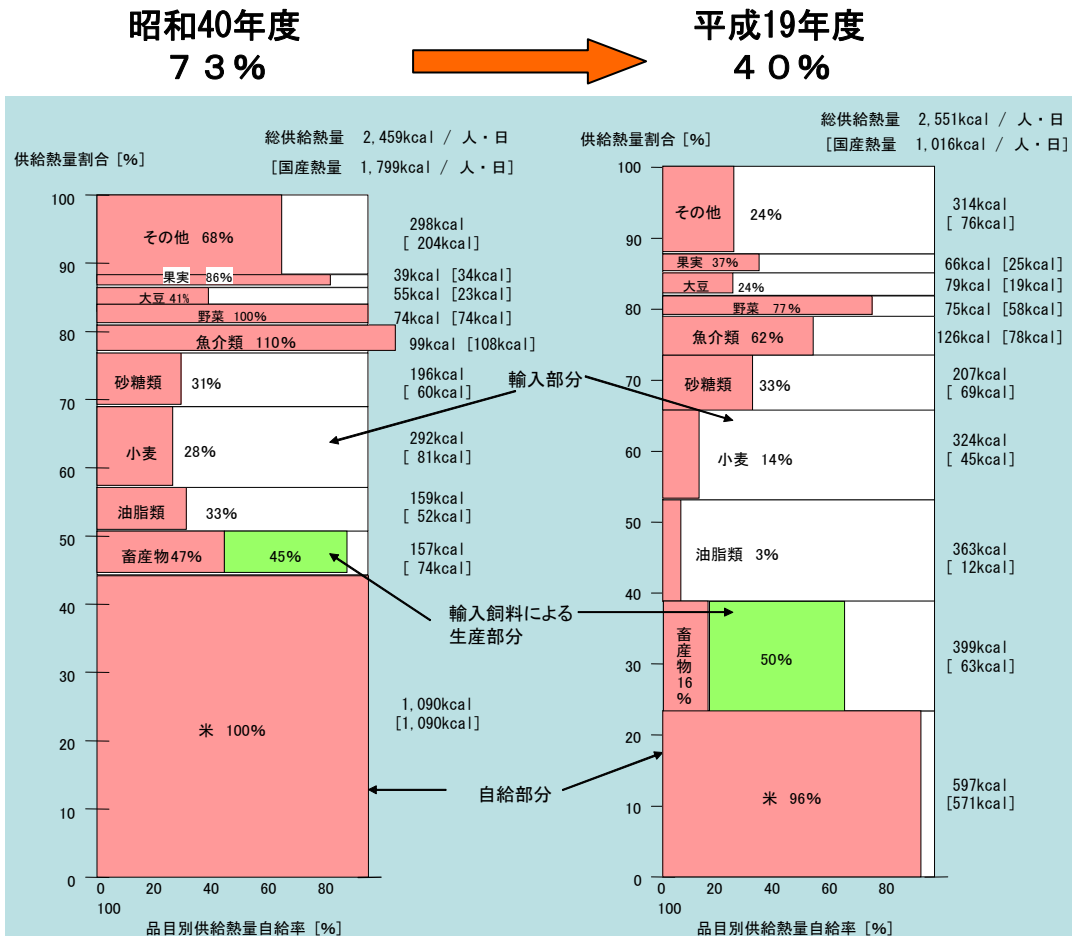 昭和40年度
７３％
平成19年度
４０％
総供給熱量 2,459kcal / 人・日
[国産熱量 1,799kcal / 人・日]
供給熱量割合 [%]
100
90
80
70
60
50
40
30
20
10
0
その他 68%
果実 86%
大豆 41%
野菜 100%
魚介類 110%
砂糖類 31%
小麦 28%
油脂類 33%
畜産物47% 45%
米 100%
298kcal
[ 204kcal]
39kcal [34kcal]
55kcal [23kcal]
74kcal [74kcal]
99kcal [108kcal]
196kcal
[ 60kcal]
292kcal
[ 81kcal]
159kcal
[ 52kcal]
157kcal
[ 74kcal]
1,090kcal
[1,090kcal]
0 20 40 60 80
100
品目別供給熱量自給率 [%]
輸入部分
輸入飼料による
生産部分
自給部分
総供給熱量 2,551kcal / 人・日
[国産熱量 1,016kcal / 人・日]
供給熱量割合 [%]
100
90
80
70
60
50
40
30
20
10
0
その他 24%
果実 37%
大豆 24%
野菜 77%
魚介類 62%
砂糖類 33%
小麦 14%
油脂類 3%
畜産物16% 50%
米 96%
314kcal
[ 76kcal]
66kcal [25kcal]
79kcal [19kcal]
75kcal [58kcal]
126kcal [78kcal]
207kcal
[ 69kcal]
324kcal
[ 45kcal]
363kcal
[ 12kcal]
399kcal
[ 63kcal]
597kcal
[571kcal]
0 20 40 60 80
100
品目別供給熱量自給率 [%]